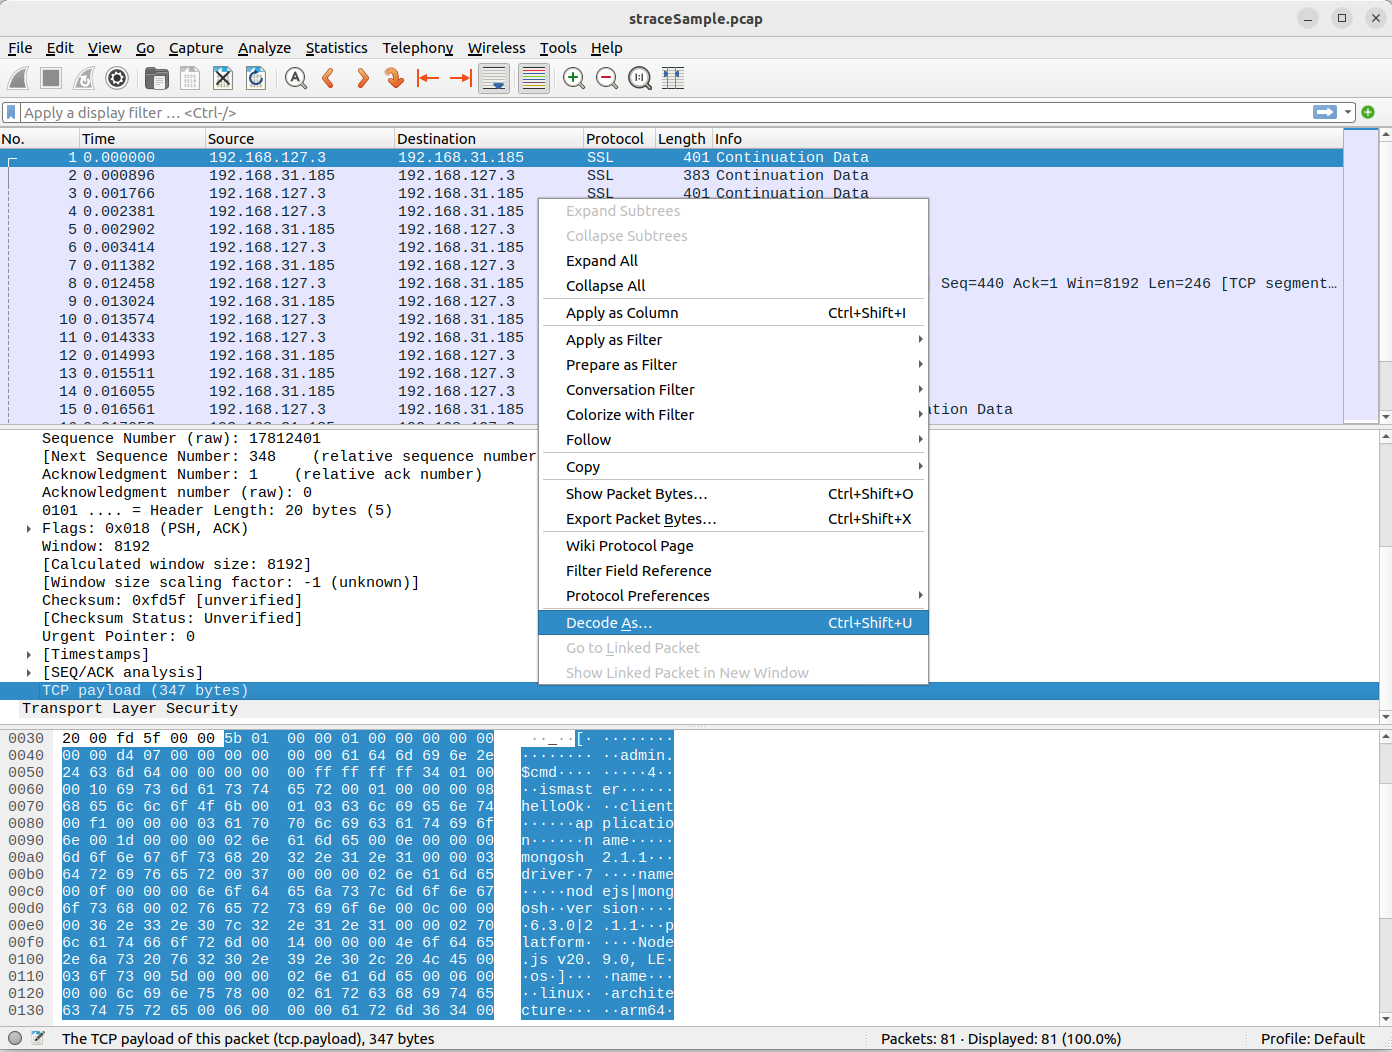 straceSample.pcap
File Edit View Go Capture Analyze Statistics Telephony Wireless Tools Help
Apply a display filter … <Ctrl-/>
No. Time Source Destination Protocol Length Info
1 0.000000 192.168.127.3 192.168.31.185 SSL 401 Continuation Data
2 0.000896 192.168.31.185 192.168.127.3 SSL 383 Continuation Data
3 0.001766 192.168.127.3 192.168.31.185 SSL 401 Continuation Data
4 0.002381 192.168.127.3 192.168.31.185
5 0.002902 192.168.31.185 192.168.127.3
6 0.003414 192.168.127.3 192.168.31.185
7 0.011382 192.168.31.185 192.168.127.3
8 0.012458 192.168.127.3 192.168.31.185 Seq=440 Ack=1 Win=8192 Len=246 [TCP segment…
9 0.013024 192.168.31.185 192.168.127.3
10 0.013574 192.168.127.3 192.168.31.185
11 0.014333 192.168.127.3 192.168.31.185
12 0.014993 192.168.31.185 192.168.127.3
13 0.015511 192.168.127.3 192.168.31.185
14 0.016055 192.168.31.185 192.168.127.3
15 0.016561 192.168.127.3 192.168.31.185 ation Data
Expand Subtrees
Collapse Subtrees
Expand All
Collapse All
Apply as Column Ctrl+Shift+I
Apply as Filter
Prepare as Filter
Conversation Filter
Colorize with Filter
Follow
Copy
Show Packet Bytes… Ctrl+Shift+O
Export Packet Bytes… Ctrl+Shift+X
Wiki Protocol Page
Filter Field Reference
Protocol Preferences
Decode As… Ctrl+Shift+U
Go to Linked Packet
Show Linked Packet in New Window
Sequence Number (raw): 17812401
[Next Sequence Number: 348    (relative sequence number
Acknowledgment Number: 1    (relative ack number)
Acknowledgment number (raw): 0
0101 .... = Header Length: 20 bytes (5)
Flags: 0x018 (PSH, ACK)
Window: 8192
[Calculated window size: 8192]
[Window size scaling factor: -1 (unknown)]
Checksum: 0xfd5f [unverified]
[Checksum Status: Unverified]
Urgent Pointer: 0
[Timestamps]
[SEQ/ACK analysis]
TCP payload (347 bytes)
Transport Layer Security
0030 20 00 fd 5f 00 00 5b 01 00 00 01 00 00 00 00 00 ··_··[· ········
0040 00 00 d4 07 00 00 00 00 00 00 61 64 6d 69 6e 2e ········ ··admin.
0050 24 63 6d 64 00 00 00 00 00 ff ff ff ff 34 01 00 $cmd···· ·····4··
0060 00 10 69 73 6d 61 73 74 65 72 00 01 00 00 00 08 ··ismast er······
0070 68 65 6c 6c 6f 4f 6b 00 01 03 63 6c 69 65 6e 74 helloOk· ··client
0080 00 f1 00 00 00 03 61 70 70 6c 69 63 61 74 69 6f ······ap plicatio
0090 6e 00 1d 00 00 00 02 6e 61 6d 65 00 0e 00 00 00 n······n ame·····
00a0 6d 6f 6e 67 6f 73 68 20 32 2e 31 2e 31 00 00 03 mongosh 2.1.1···
00b0 64 72 69 76 65 72 00 37 00 00 00 02 6e 61 6d 65 driver·7 ····name
00c0 00 0f 00 00 00 6e 6f 64 65 6a 73 7c 6d 6f 6e 67 ·····nod ejs|mong
00d0 6f 73 68 00 02 76 65 72 73 69 6f 6e 00 0c 00 00 osh··ver sion····
00e0 00 36 2e 33 2e 30 7c 32 2e 31 2e 31 00 00 02 70 ·6.3.0|2 .1.1···p
00f0 6c 61 74 66 6f 72 6d 00 14 00 00 00 4e 6f 64 65 latform· ····Node
0100 2e 6a 73 20 76 32 30 2e 39 2e 30 2c 20 4c 45 00 .js v20. 9.0, LE·
0110 03 6f 73 00 5d 00 00 00 02 6e 61 6d 65 00 06 00 ·os·]··· ·name···
0120 00 00 6c 69 6e 75 78 00 02 61 72 63 68 69 74 65 ··linux· ·archite
0130 63 74 75 72 65 00 06 00 00 00 61 72 6d 36 34 00 cture··· ··arm64·
The TCP payload of this packet (tcp.payload), 347 bytes
Packets: 81 · Displayed: 81 (100.0%)
Profile: Default